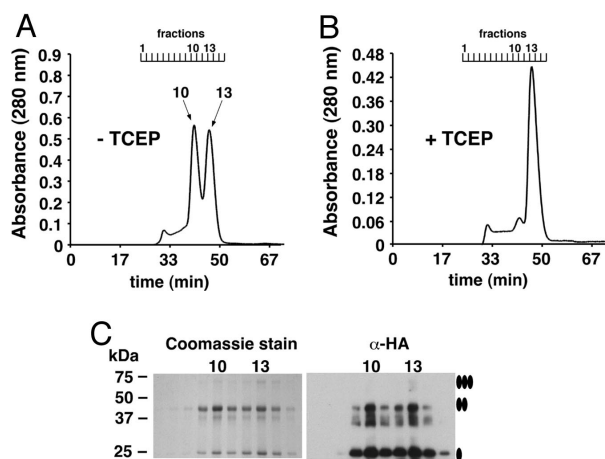 A
fractions
1 10 13
0.9
0.8
0.7
0.6
0.5
0.4
0.3
0.2
0.1
0
Absorbance (280 nm)
10 13
- TCEP
0 17 33 50 67
time (min)
B
fractions
1 10 13
0.48
0.42
0.36
0.30
0.24
0.18
0.12
0.06
0
Absorbance (280 nm)
+ TCEP
0 17 33 50 67
time (min)
C
Coomassie stain α-HA
kDa 10 13 10 13
75
50
37
25